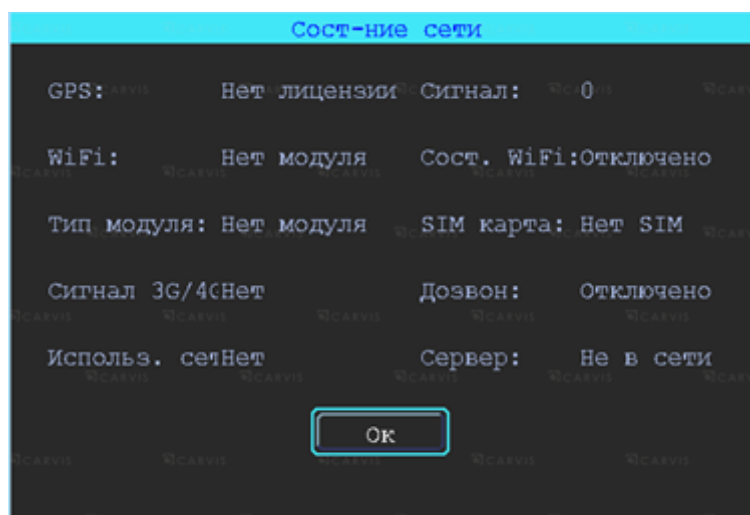 Сост-ние сети
GPS: Нет лицензии Сигнал: 0
WiFi: Нет модуля Сост. WiFi:Отключено
Тип модуля: Нет модуля SIM карта: Нет SIM
Сигнал 3G/4GНет Дозвон: Отключено
Использ. сетНет Сервер: Не в сети
Ок